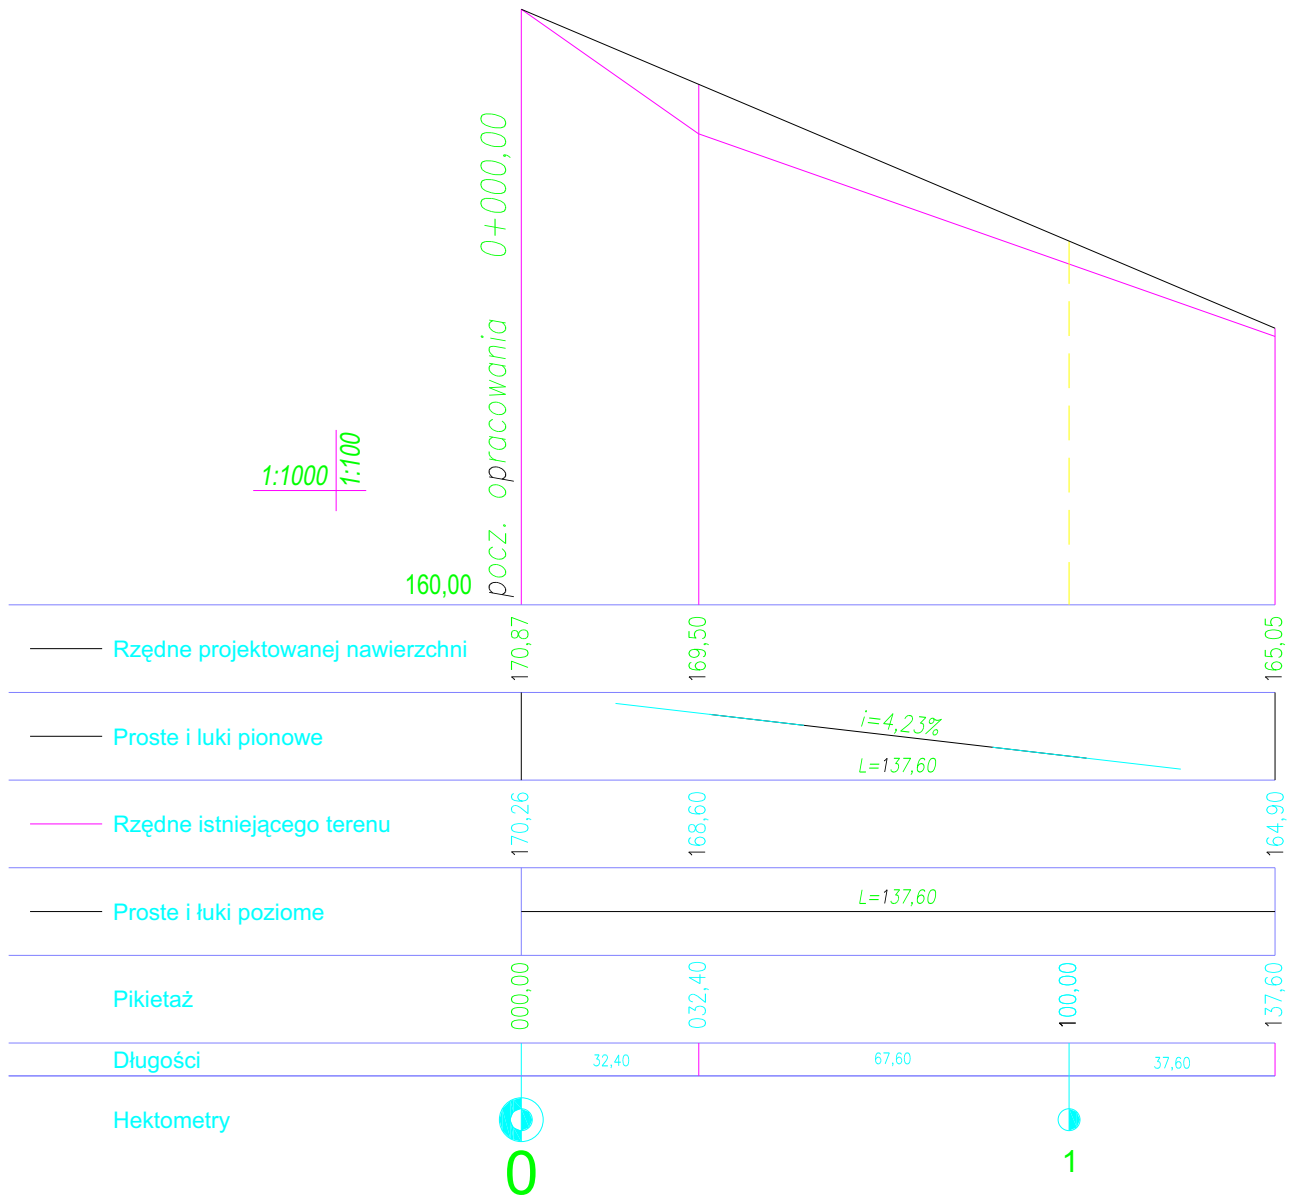 pocz. opracowania 0+000,00
1:1000
1:100
160,00
Rzędne projektowanej nawierzchni
170,87
169,50
165,05
Proste i luki pionowe
i=4,23%
L=137,60
Rzędne istniejącego terenu
170,26
168,60
164,90
Proste i łuki poziome
L=137,60
Pikietaż
000,00
032,40
100,00
137,60
Długości
32,40
67,60
37,60
Hektometry
0
1